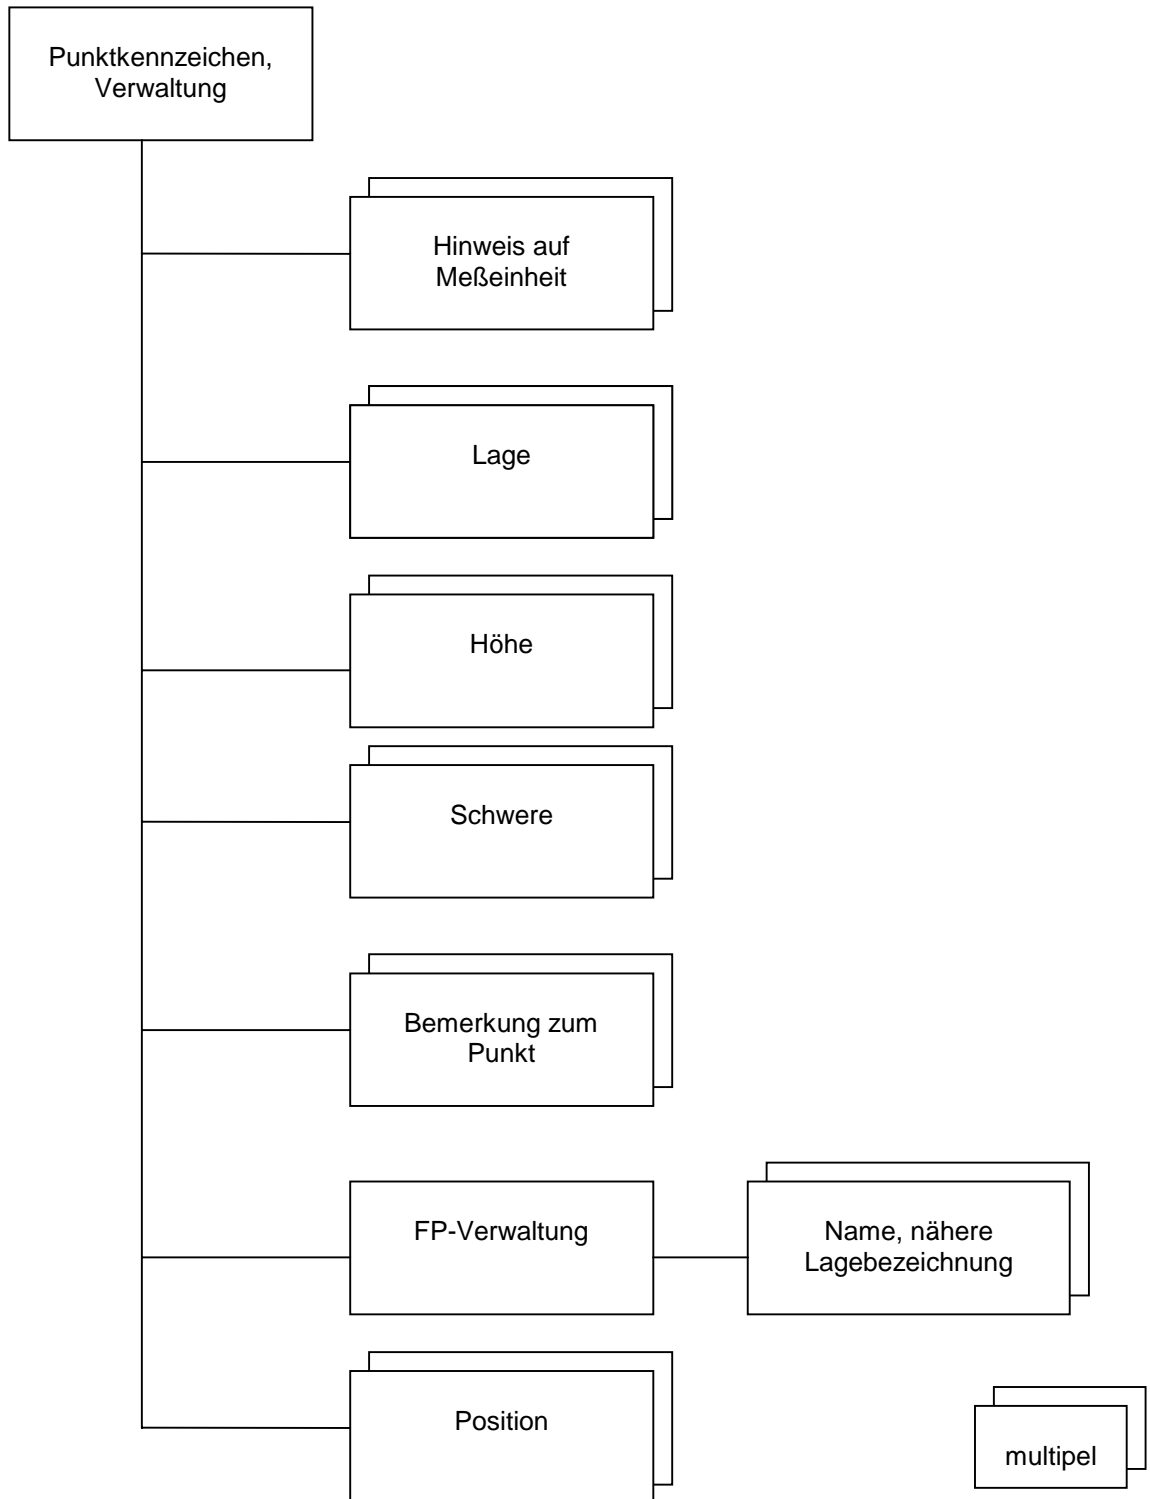 Punktkennzeichen,
Verwaltung
Hinweis auf
Meßeinheit
Lage
Höhe
Schwere
Bemerkung zum
Punkt
FP-Verwaltung
Name, nähere
Lagebezeichnung
Position
multipel